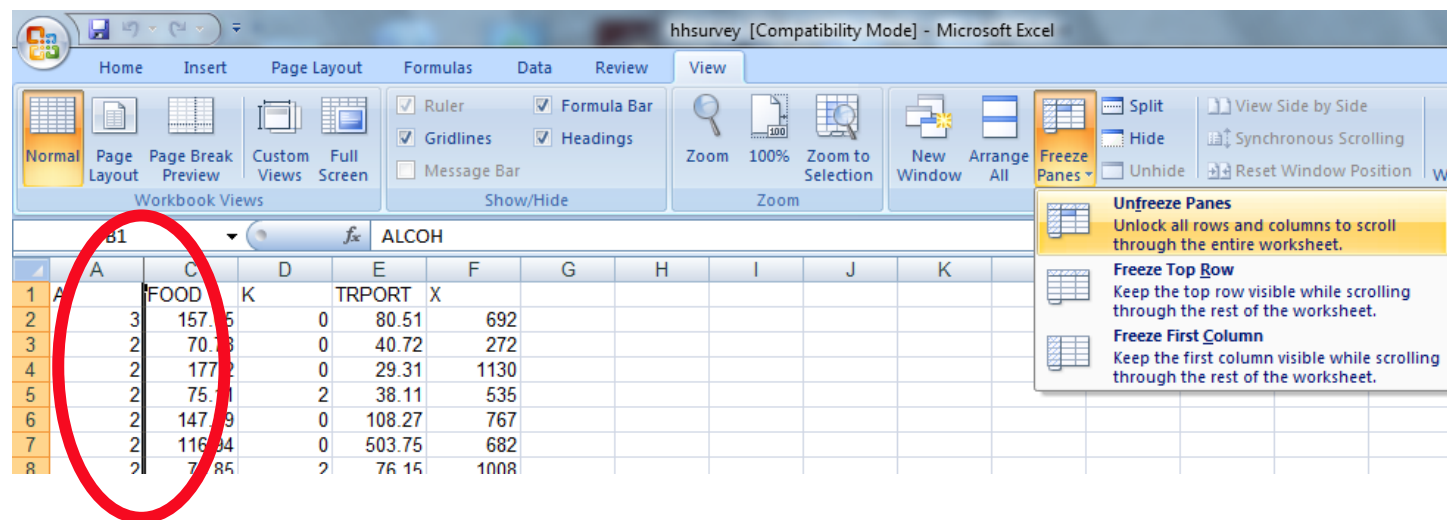 hhsurvey [Compatibility Mode] - Microsoft Excel
Home Insert Page Layout Formulas Data Review View
Normal
Page Layout
Page Break Preview
Custom Views
Full Screen
Workbook Views
Ruler
Formula Bar
Gridlines
Headings
Message Bar
Show/Hide
Zoom
100%
Zoom to Selection
Zoom
New Window
Arrange All
Freeze Panes
Split
Hide
Unhide
View Side by Side
Synchronous Scrolling
Reset Window Position
W
Unfreeze Panes
Unlock all rows and columns to scroll
through the entire worksheet.
Freeze Top Row
Keep the top row visible while scrolling
through the rest of the worksheet.
Freeze First Column
Keep the first column visible while scrolling
through the rest of the worksheet.
B1 fx ALCOH
A C D E F G H I J K
1 A FOOD K TRPORT X
2 3 0 80.51 692
3 2 0 40.72 272
4 2 0 29.31 1130
5 2 2 38.11 535
6 2 0 108.27 767
7 2 0 503.75 682
8 2 2 76.15 1008